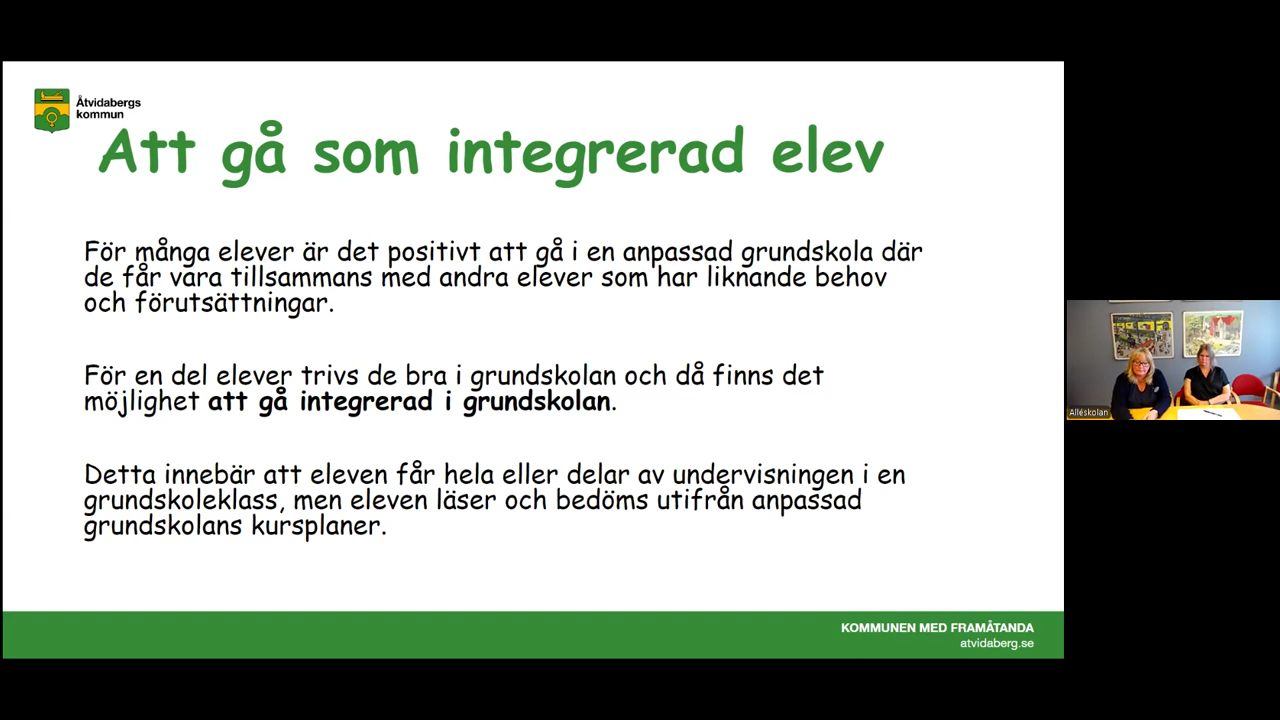 Åtvidabergs
kommun
Att gå som integrerad elev
För många elever är det positivt att gå i en anpassad grundskola där
de får vara tillsammans med andra elever som har liknande behov
och förutsättningar.
För en del elever trivs de bra i grundskolan och då finns det
möjlighet att gå integrerad i grundskolan.
Detta innebär att eleven får hela eller delar av undervisningen i en
grundskoleklass, men eleven läser och bedöms utifrån anpassad
grundskolans kursplaner.
Alléskolan
KOMMUNEN MED FRAMÅTANDA
atvidaberg.se